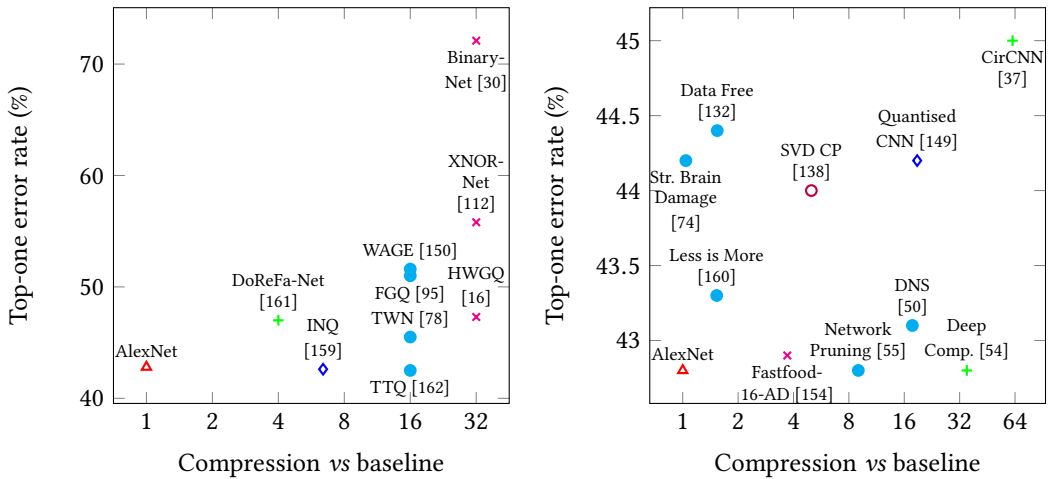 Top-one error rate (%)
70
60
50
40
Binary-
Net [30]
XNOR-
Net
[112]
WAGE [150]
HWGQ
[16]
DoReFa-Net
[161]
FGQ [95]
TWN [78]
INQ
[159]
AlexNet
TTQ [162]
1
2
4
8
16
32
Compression vs baseline
Top-one error rate (%)
45
44.5
44
43.5
43
CirCNN
[37]
Data Free
[132]
Quantised
CNN [149]
SVD CP
[138]
Str. Brain
Damage
[74]
Less is More
[160]
DNS
[50]
Network
Pruning [55]
Deep
Comp. [54]
AlexNet
Fastfood-
16-AD [154]
1
2
4
8
16
32
64
Compression vs baseline